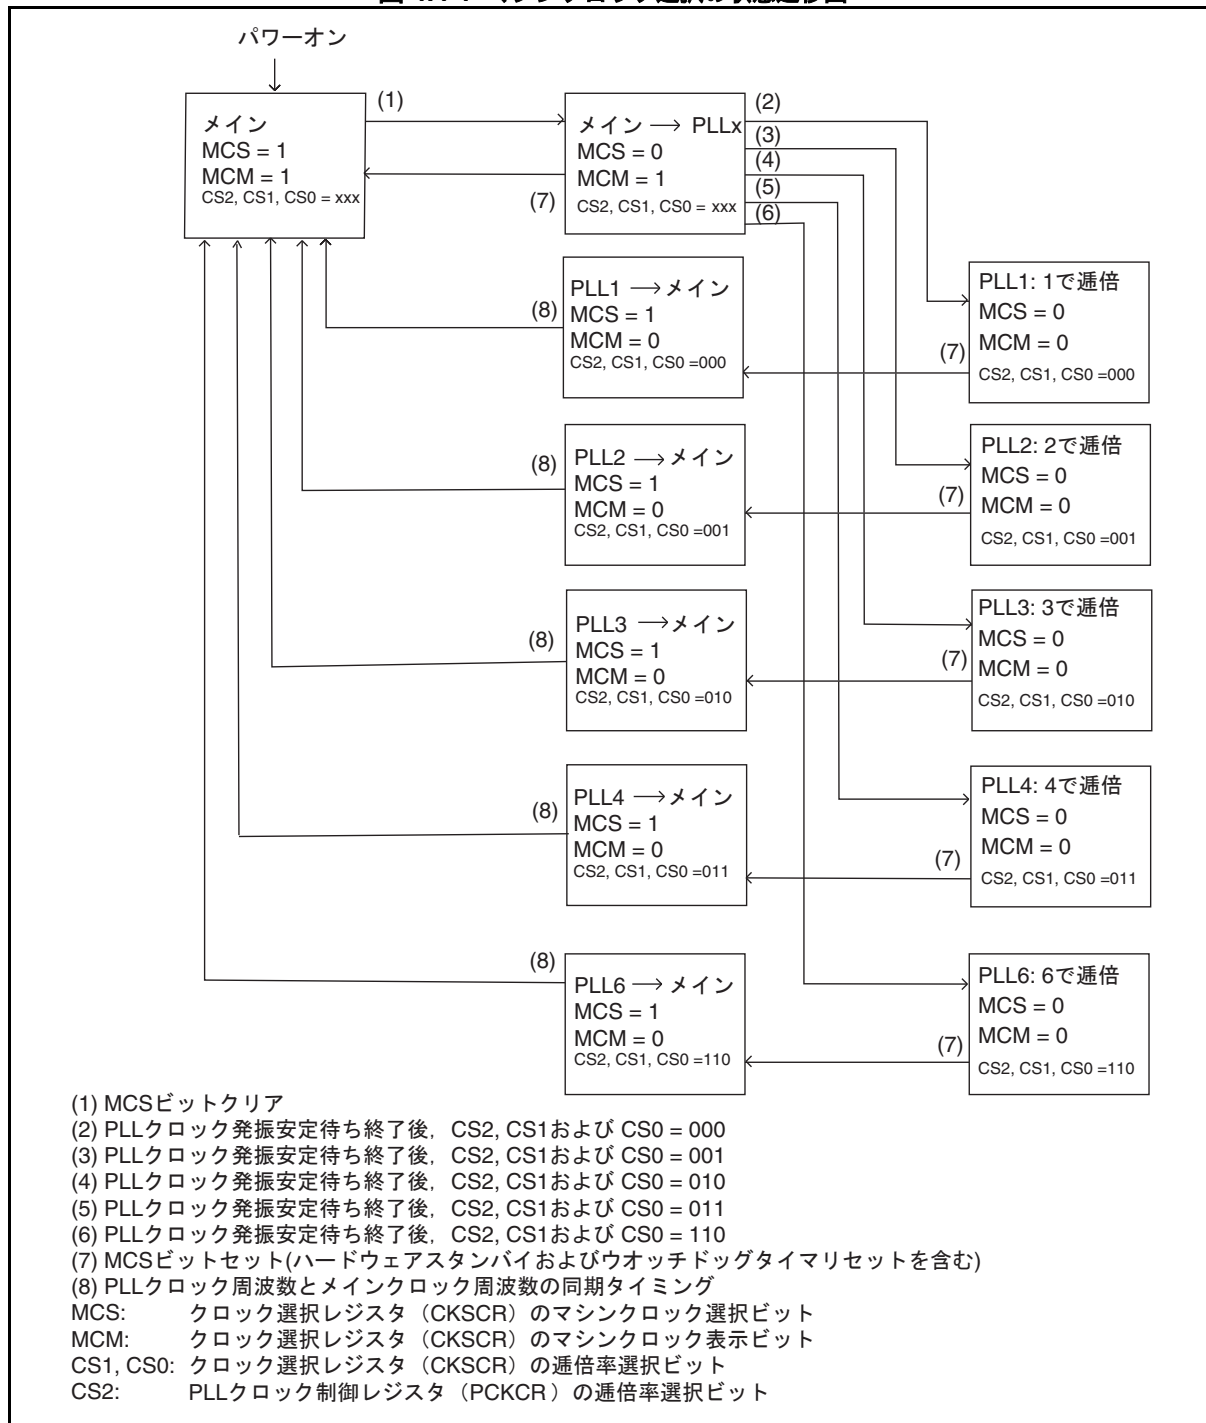 パワーオン
(1)
メイン
MCS = 1
MCM = 1
CS2, CS1, CS0 = xxx
メイン → PLLx
MCS = 0
MCM = 1
CS2, CS1, CS0 = xxx
(2)
(3)
(4)
(5)
(6)
(7)
PLL1 →メイン
MCS = 1
MCM = 0
CS2, CS1, CS0 =000
(8)
PLL1: 1で逓倍
MCS = 0
MCM = 0
CS2, CS1, CS0 =000
(7)
PLL2 →メイン
MCS = 1
MCM = 0
CS2, CS1, CS0 =001
(8)
PLL2: 2で逓倍
MCS = 0
MCM = 0
CS2, CS1, CS0 =001
(7)
PLL3 →メイン
MCS = 1
MCM = 0
CS2, CS1, CS0 =010
(8)
PLL3: 3で逓倍
MCS = 0
MCM = 0
CS2, CS1, CS0 =010
(7)
PLL4 →メイン
MCS = 1
MCM = 0
CS2, CS1, CS0 =011
(8)
PLL4: 4で逓倍
MCS = 0
MCM = 0
CS2, CS1, CS0 =011
(7)
PLL6 → メイン
MCS = 1
MCM = 0
CS2, CS1, CS0 =110
(8)
PLL6: 6で逓倍
MCS = 0
MCM = 0
CS2, CS1, CS0 =110
(7)
(1) MCSビットクリア
(2) PLLクロック発振安定待ち終了後, CS2, CS1および CS0 = 000
(3) PLLクロック発振安定待ち終了後, CS2, CS1および CS0 = 001
(4) PLLクロック発振安定待ち終了後, CS2, CS1および CS0 = 010
(5) PLLクロック発振安定待ち終了後, CS2, CS1および CS0 = 011
(6) PLLクロック発振安定待ち終了後, CS2, CS1および CS0 = 110
(7) MCSビットセット(ハードウェアスタンバイおよびウオッチドッグタイマリセットを含む)
(8) PLLクロック周波数とメインクロック周波数の同期タイミング
MCS: クロック選択レジスタ（CKSCR）のマシンクロック選択ビット
MCM: クロック選択レジスタ（CKSCR）のマシンクロック表示ビット
CS1, CS0: クロック選択レジスタ（CKSCR）の逓倍率選択ビット
CS2: PLLクロック制御レジスタ（PCKCR）の逓倍率選択ビット